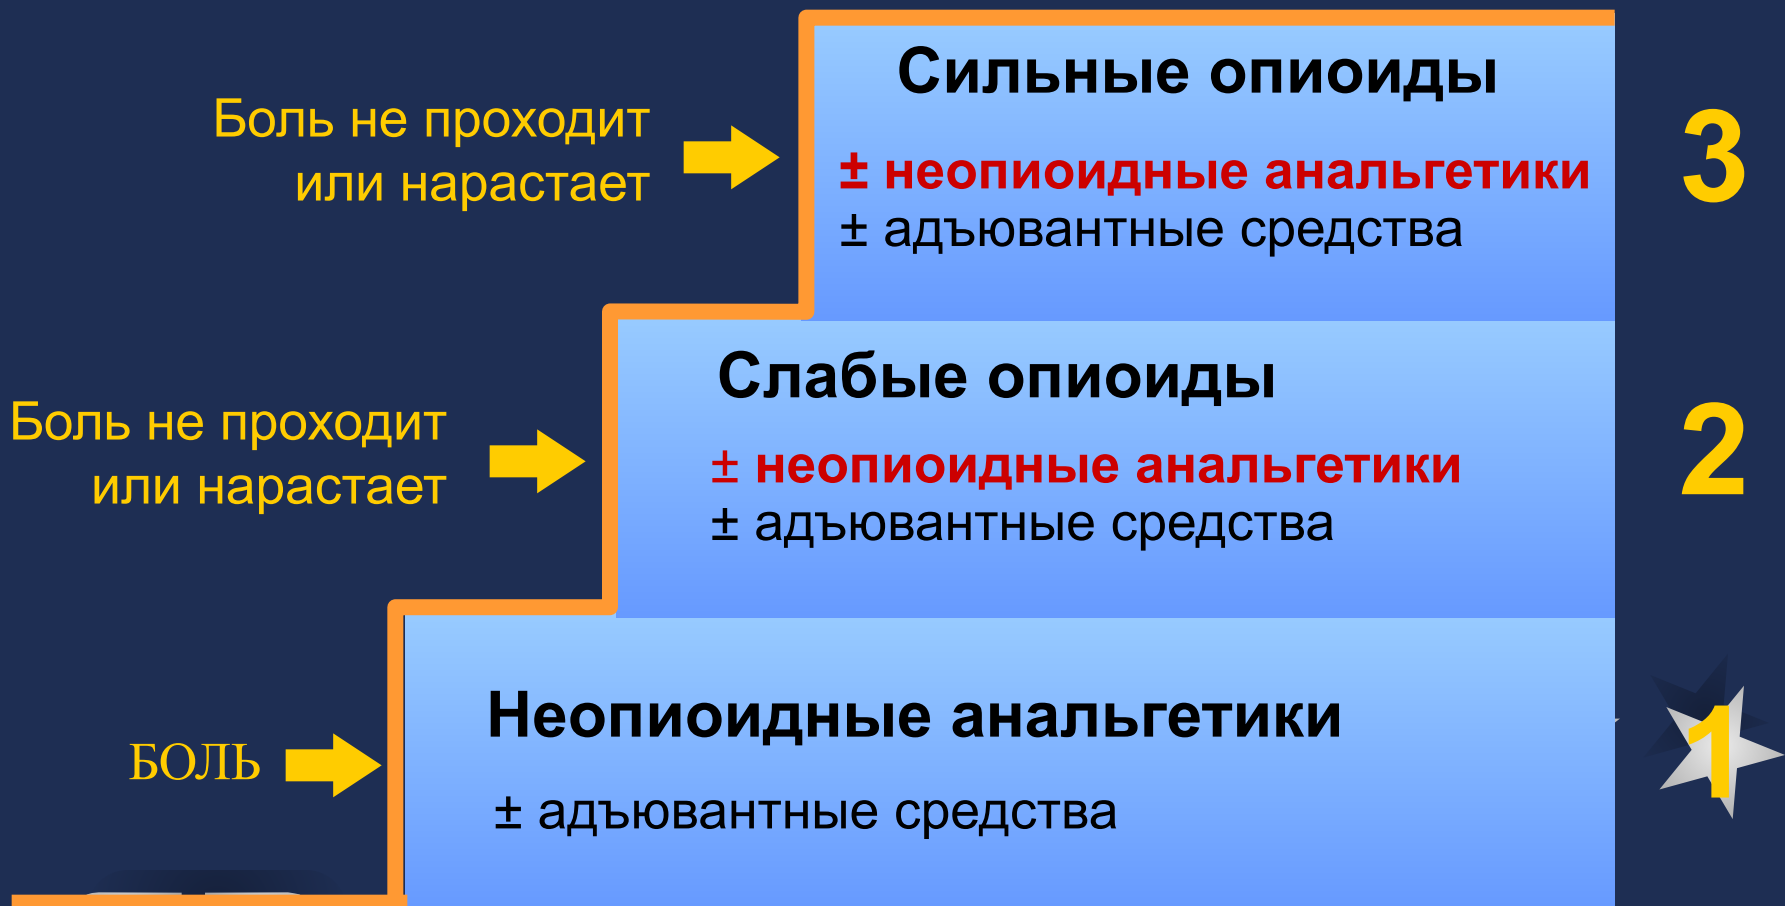 Сильные опиоиды
Боль не проходит
или нарастает
± неопиоидные анальгетики
± адъювантные средства
3
Слабые опиоиды
Боль не проходит
или нарастает
± неопиоидные анальгетики
± адъювантные средства
2
Неопиоидные анальгетики
БОЛЬ
± адъювантные средства
1